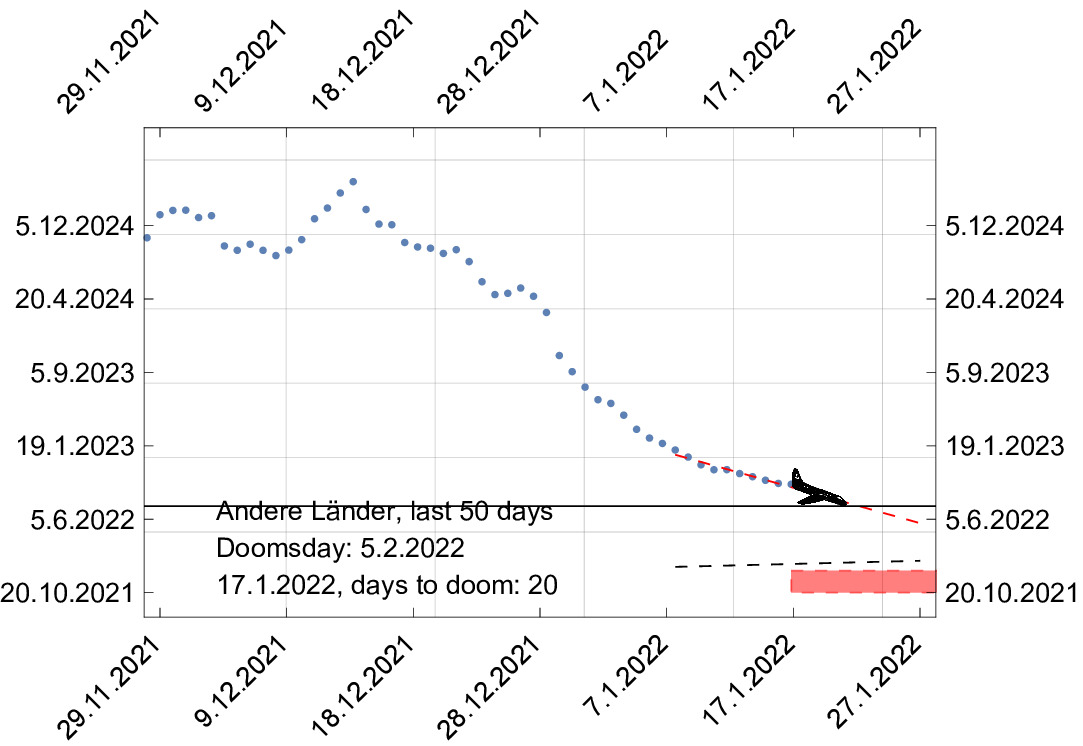 29.11.2021 9.12.2021 18.12.2021 28.12.2021 7.1.2022 17.1.2022 27.1.2022
5.12.2024 5.12.2024
20.4.2024 20.4.2024
5.9.2023 5.9.2023
19.1.2023 19.1.2023
Andere Länder, last 50 days
5.6.2022 5.6.2022
Doomsday: 5.2.2022
17.1.2022, days to doom: 20
20.10.2021 20.10.2021
29.11.2021 9.12.2021 18.12.2021 28.12.2021 7.1.2022 17.1.2022 27.1.2022